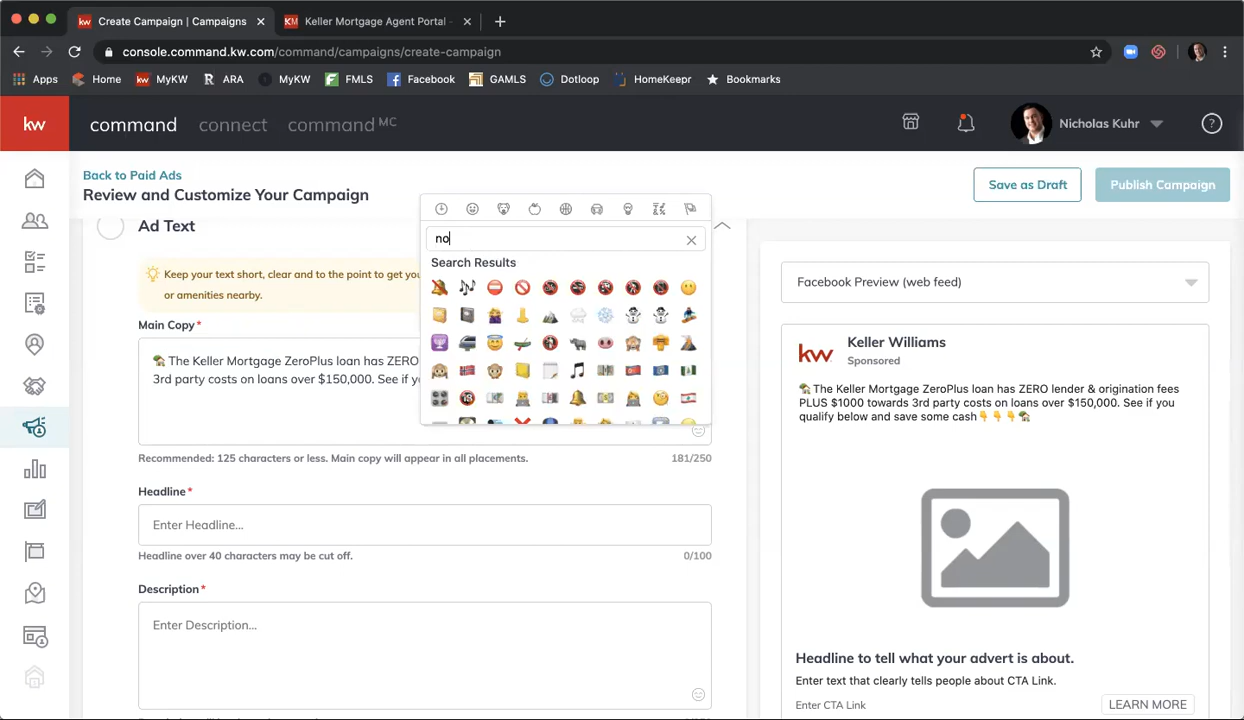 Create Campaign | Campaigns
Keller Mortgage Agent Portal -
console.command.kw.com/command/campaigns/create-campaign
Apps
Home
kw MyKW
R ARA
MyKW
FMLS
Facebook
GAMLS
Dotloop
HomeKeepr
Bookmarks
kw
command
connect
command MC
Nicholas Kuhr
?
Back to Paid Ads
Review and Customize Your Campaign
Save as Draft
Publish Campaign
Ad Text
no
Search Results
Keep your text short, clear and to the point to get you
or amenities nearby.
Main Copy*
The Keller Mortgage ZeroPlus loan has ZERO
3rd party costs on loans over $150,000. See if y
Recommended: 125 characters or less. Main copy will appear in all placements.
181/250
Headline*
Enter Headline...
Headline over 40 characters may be cut off.
0/100
Description*
Enter Description...
Facebook Preview (web feed)
kw
Keller Williams
Sponsored
🏡The Keller Mortgage ZeroPlus loan has ZERO lender & origination fees
PLUS $1000 towards 3rd party costs on loans over $150,000. See if you
qualify below and save some cash👇👇👇🏡
Headline to tell what your advert is about.
Enter text that clearly tells people about CTA Link.
Enter CTA Link
LEARN MORE